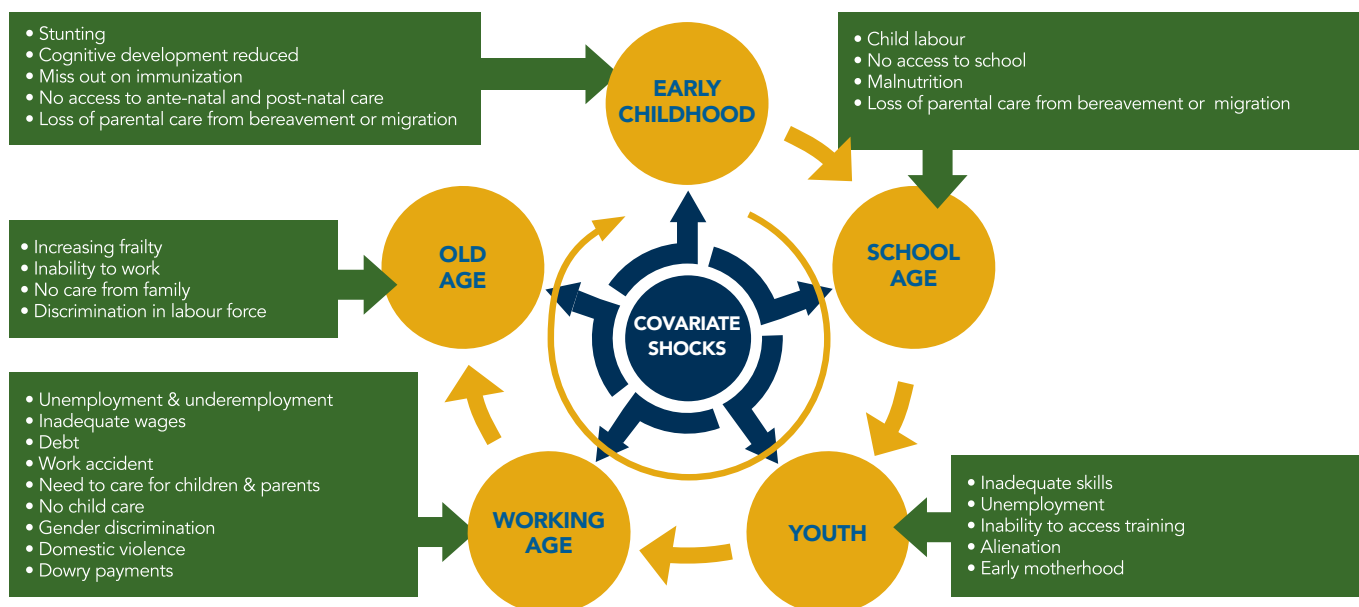 • Stunting
• Cognitive development reduced
• Miss out on immunization
• No access to ante-natal and post-natal care
• Loss of parental care from bereavement or migration
EARLY
CHILDHOOD
• Child labour
• No access to school
• Malnutrition
• Loss of parental care from bereavement or migration
• Increasing frailty
• Inability to work
• No care from family
• Discrimination in labour force
OLD
AGE
SCHOOL
AGE
COVARIATE
SHOCKS
• Unemployment & underemployment
• Inadequate wages
• Debt
• Work accident
• Need to care for children & parents
• No child care
• Gender discrimination
• Domestic violence
• Dowry payments
WORKING
AGE
YOUTH
• Inadequate skills
• Unemployment
• Inability to access training
• Alienation
• Early motherhood